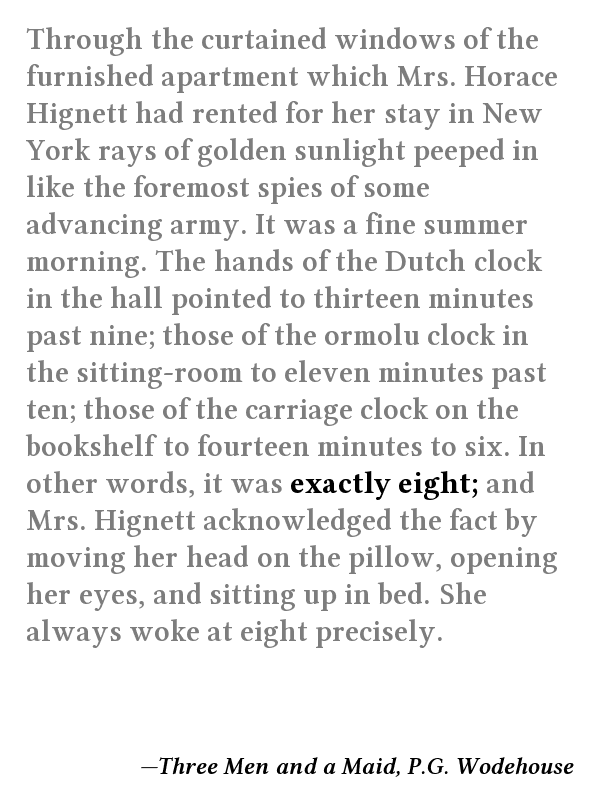 Through the curtained windows of the
furnished apartment which Mrs. Horace
Hignett had rented for her stay in New
York rays of golden sunlight peeped in
like the foremost spies of some
advancing army. It was a fine summer
morning. The hands of the Dutch clock
in the hall pointed to thirteen minutes
past nine; those of the ormolu clock in
the sitting-room to eleven minutes past
ten; those of the carriage clock on the
bookshelf to fourteen minutes to six. In
other words, it was exactly eight; and
Mrs. Hignett acknowledged the fact by
moving her head on the pillow, opening
her eyes, and sitting up in bed. She
always woke at eight precisely.
—Three Men and a Maid, P.G. Wodehouse